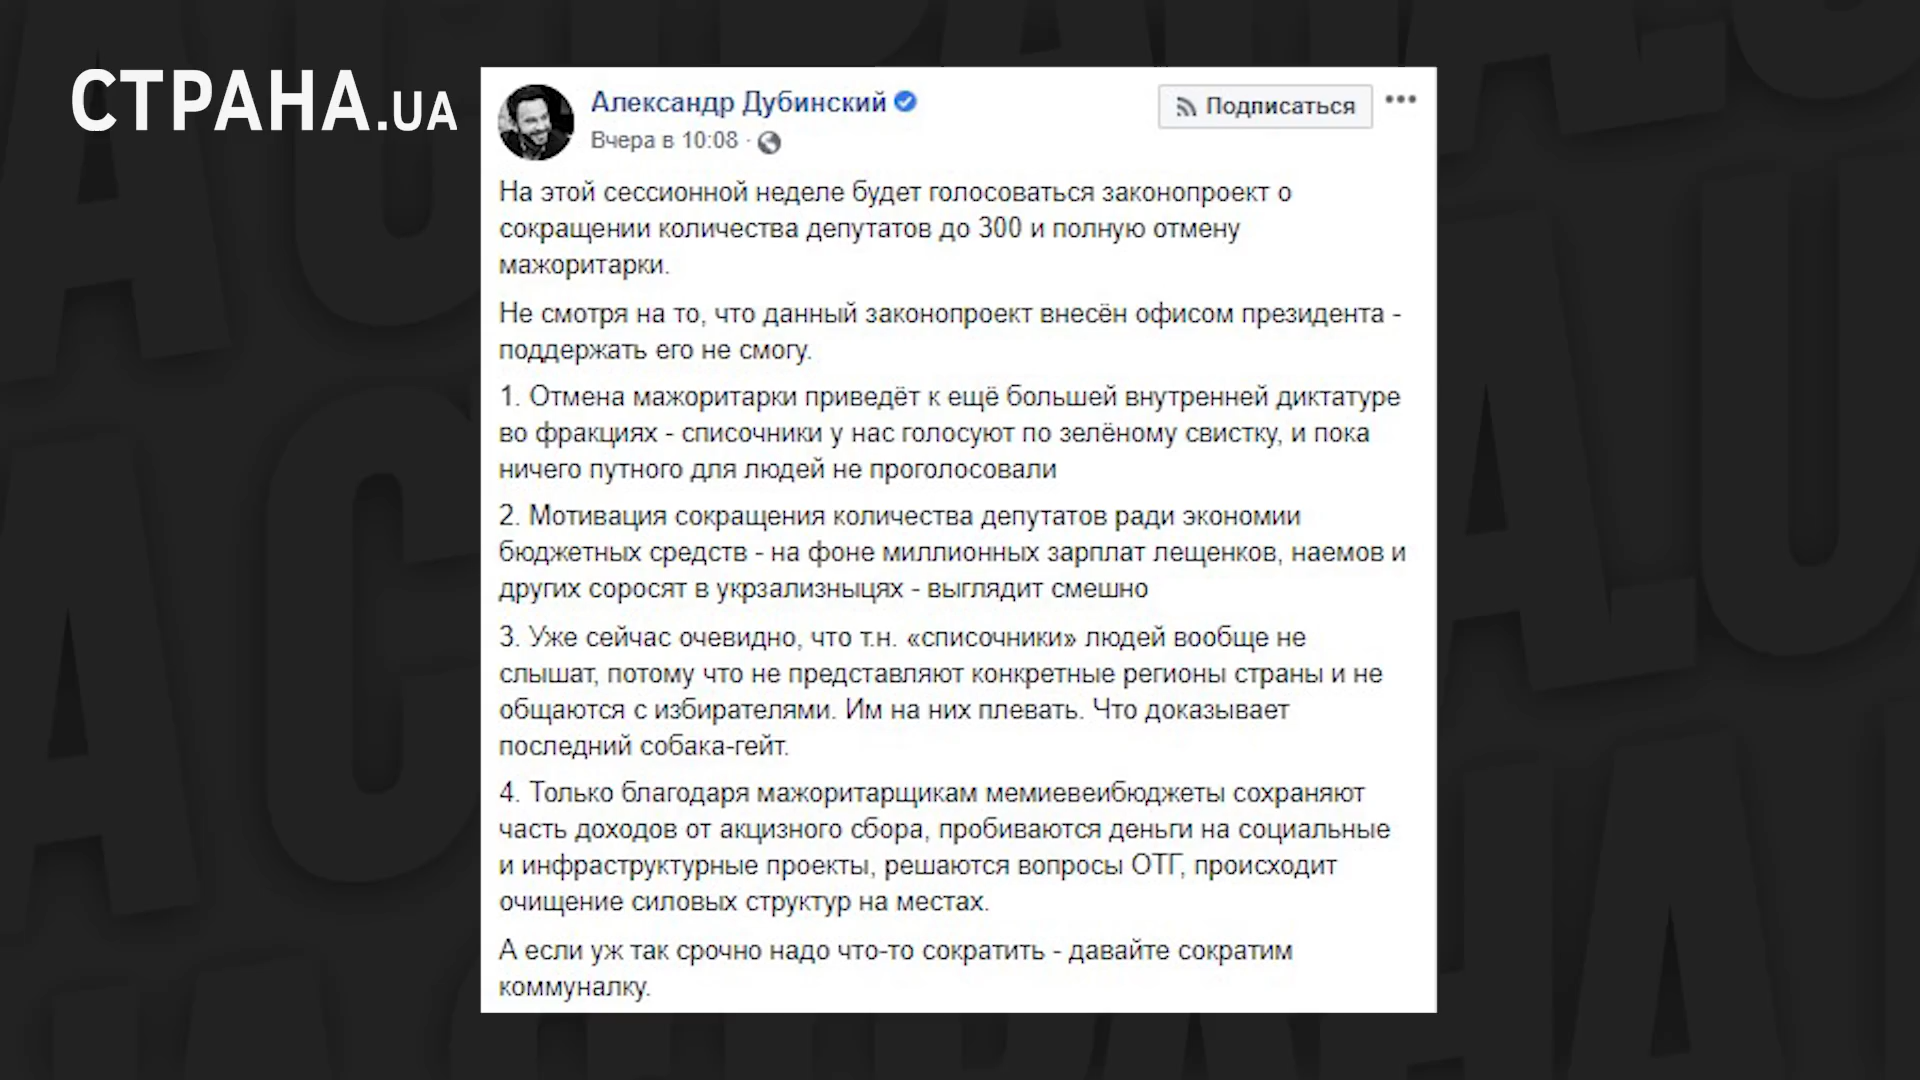 СТРАНА.UA
Александр Дубинский
Подписаться
Вчера в 10:08 ·
На этой сессионной неделе будет голосоваться законопроект о
сокращении количества депутатов до 300 и полную отмену
мажоритарки.
Не смотря на то, что данный законопроект внесён офисом президента -
поддержать его не смогу.
1. Отмена мажоритарки приведёт к ещё большей внутренней диктатуре
во фракциях - списочники у нас голосуют по зелёному свистку, и пока
ничего путного для людей не проголосовали
2. Мотивация сокращения количества депутатов ради экономии
бюджетных средств - на фоне миллионных зарплат лещенков, наемов и
других соросят в укрзализныцях - выглядит смешно
3. Уже сейчас очевидно, что т.н. «списочники» людей вообще не
слышат, потому что не представляют конкретные регионы страны и не
общаются с избирателями. Им на них плевать. Что доказывает
последний собака-гейт.
4. Только благодаря мажоритарщикам мемиевеибюджеты сохраняют
часть доходов от акцизного сбора, пробиваются деньги на социальные
и инфраструктурные проекты, решаются вопросы ОТГ, происходит
очищение силовых структур на местах.
А если уж так срочно надо что-то сократить - давайте сократим
коммуналку.